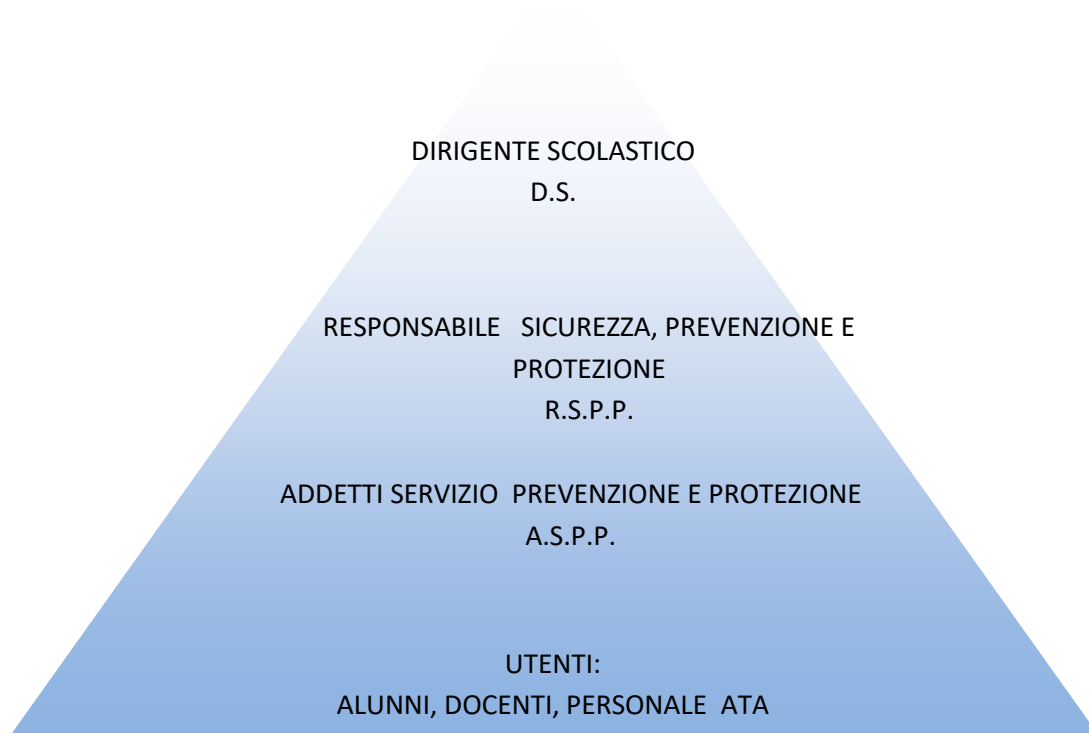 DIRIGENTE SCOLASTICO
D.S.
RESPONSABILE SICUREZZA, PREVENZIONE E
PROTEZIONE
R.S.P.P.
ADDETTI SERVIZIO PREVENZIONE E PROTEZIONE
A.S.P.P.
UTENTI:
ALUNNI, DOCENTI, PERSONALE ATA